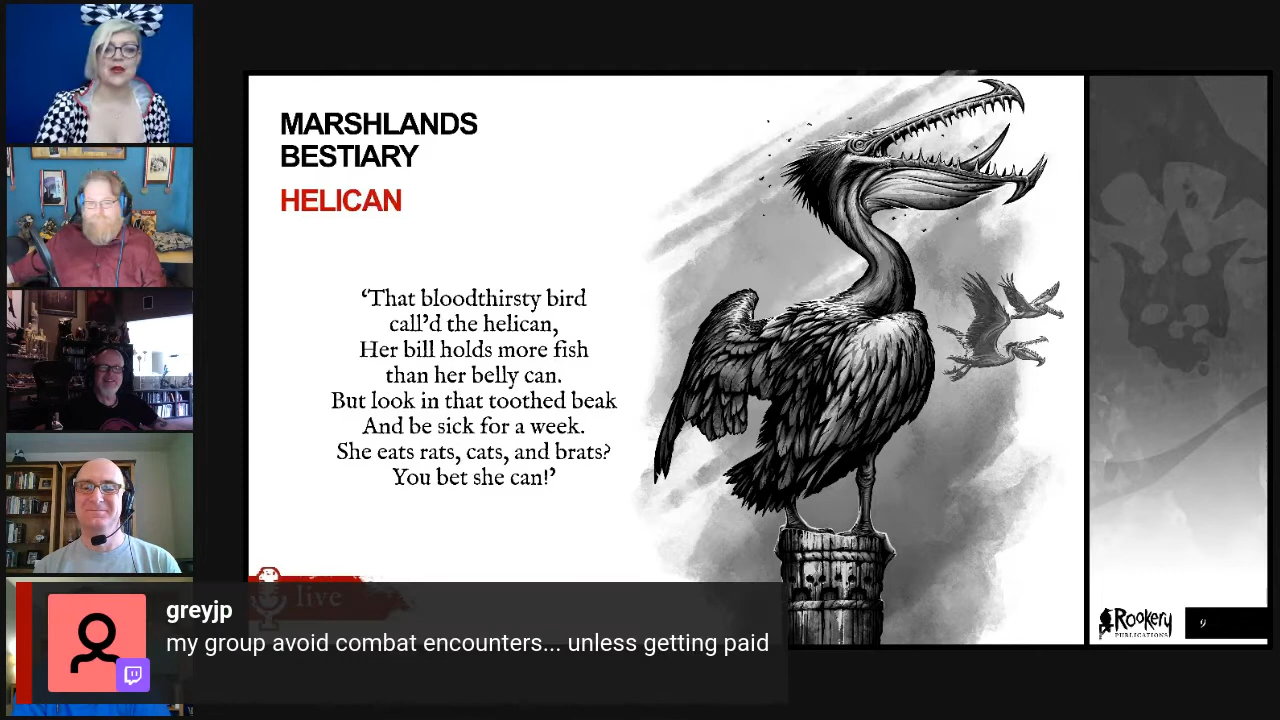 MARSHLANDS
BESTIARY
HELICAN
‘That bloodthirsty bird
call’d the helican,
Her bill holds more fish
than her belly can.
But look in that toothed beak
And be sick for a week.
She eats rats, cats, and brats?
You bet she can!’
live
greyjp
my group avoid combat encounters... unless getting paid
Rookery
PUBLICATIONS
9